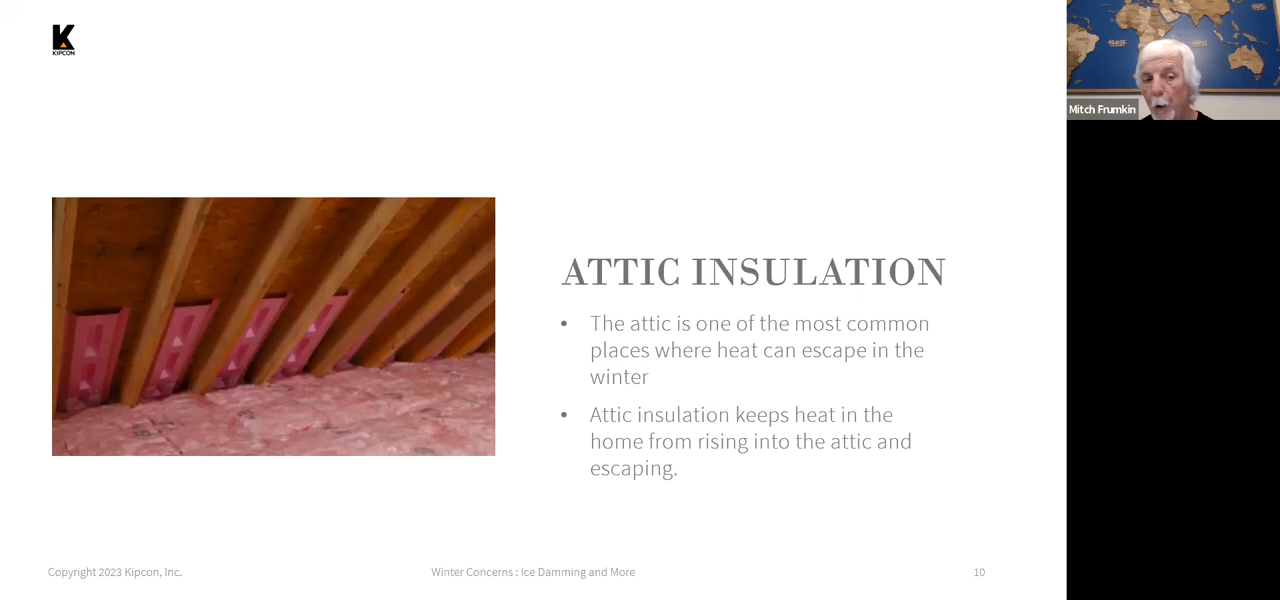 K
KIPCON
Mitch Frumkin
ATTIC INSULATION
• The attic is one of the most common
places where heat can escape in the
winter
• Attic insulation keeps heat in the
home from rising into the attic and
escaping.
Copyright 2023 Kipcon, Inc.
Winter Concerns : Ice Damming and More
10